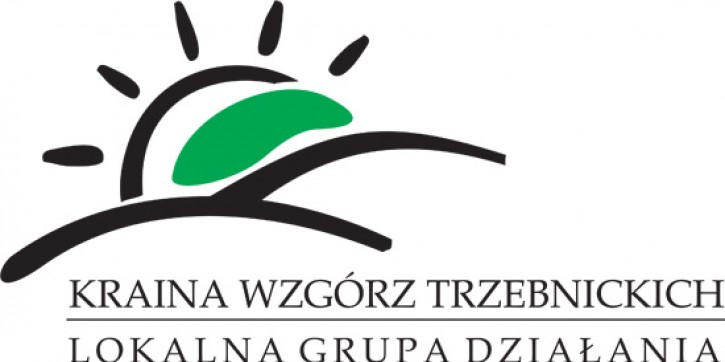 KRAINA WZGÓRZ TRZEBNICKICH
LOKALNA GRUPA DZIAŁANIA